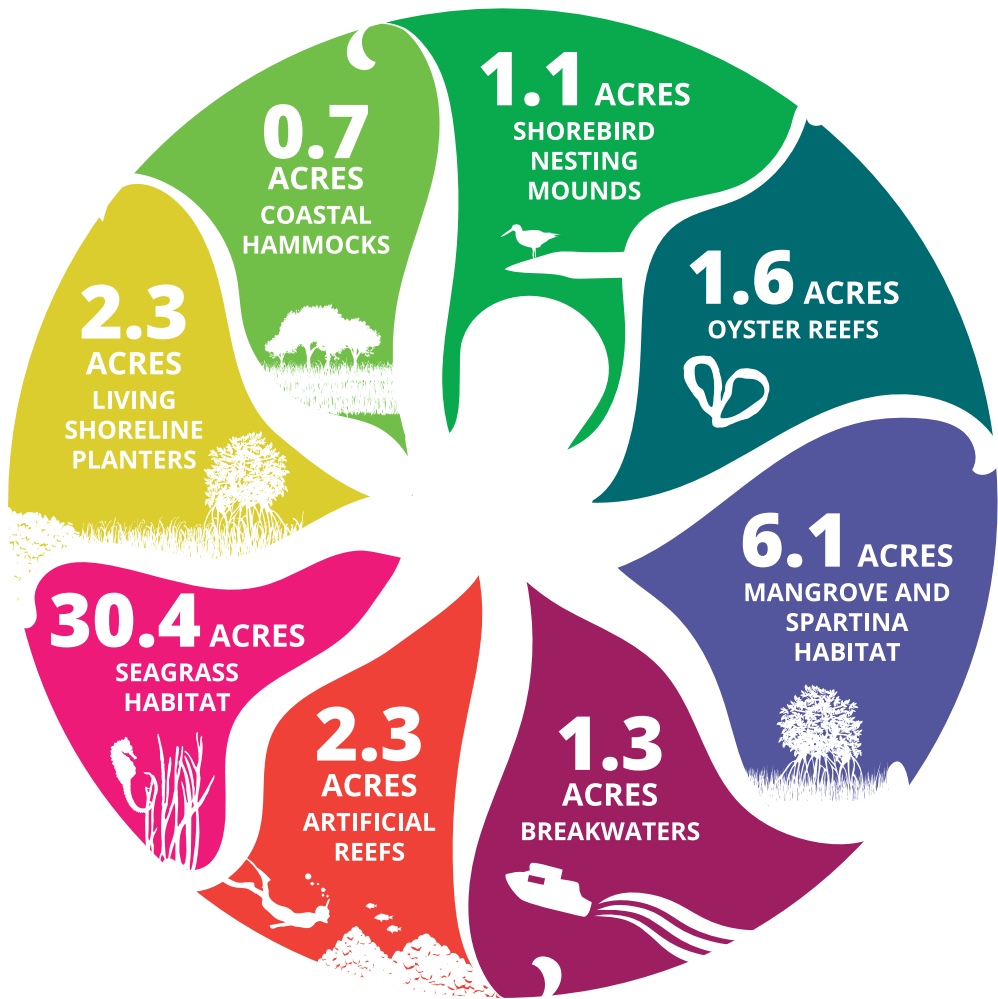 1.1 ACRES
SHOREBIRD
NESTING
MOUNDS
1.6 ACRES
OYSTER REEFS
6.1 ACRES
MANGROVE AND
SPARTINA
HABITAT
1.3
ACRES
BREAKWATERS
2.3
ACRES
ARTIFICIAL
REEFS
30.4 ACRES
SEAGRASS
HABITAT
2.3
ACRES
LIVING
SHORELINE
PLANTERS
0.7
ACRES
COASTAL
HAMMOCKS